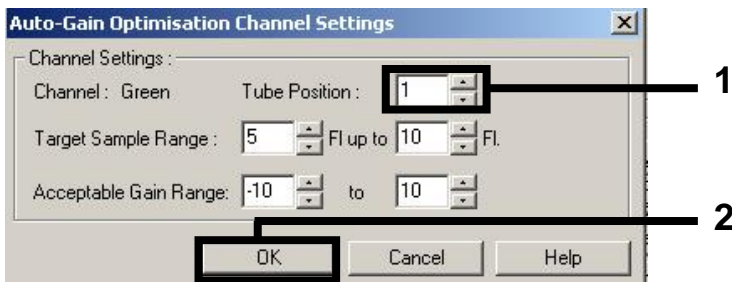 Auto-Gain Optimisation Channel Settings
Channel Settings :
Channel : Green Tube Position : 1 1
Target Sample Range : 5 Fl up to 10 Fl.
Acceptable Gain Range: -10 to 10
2
OK Cancel Help